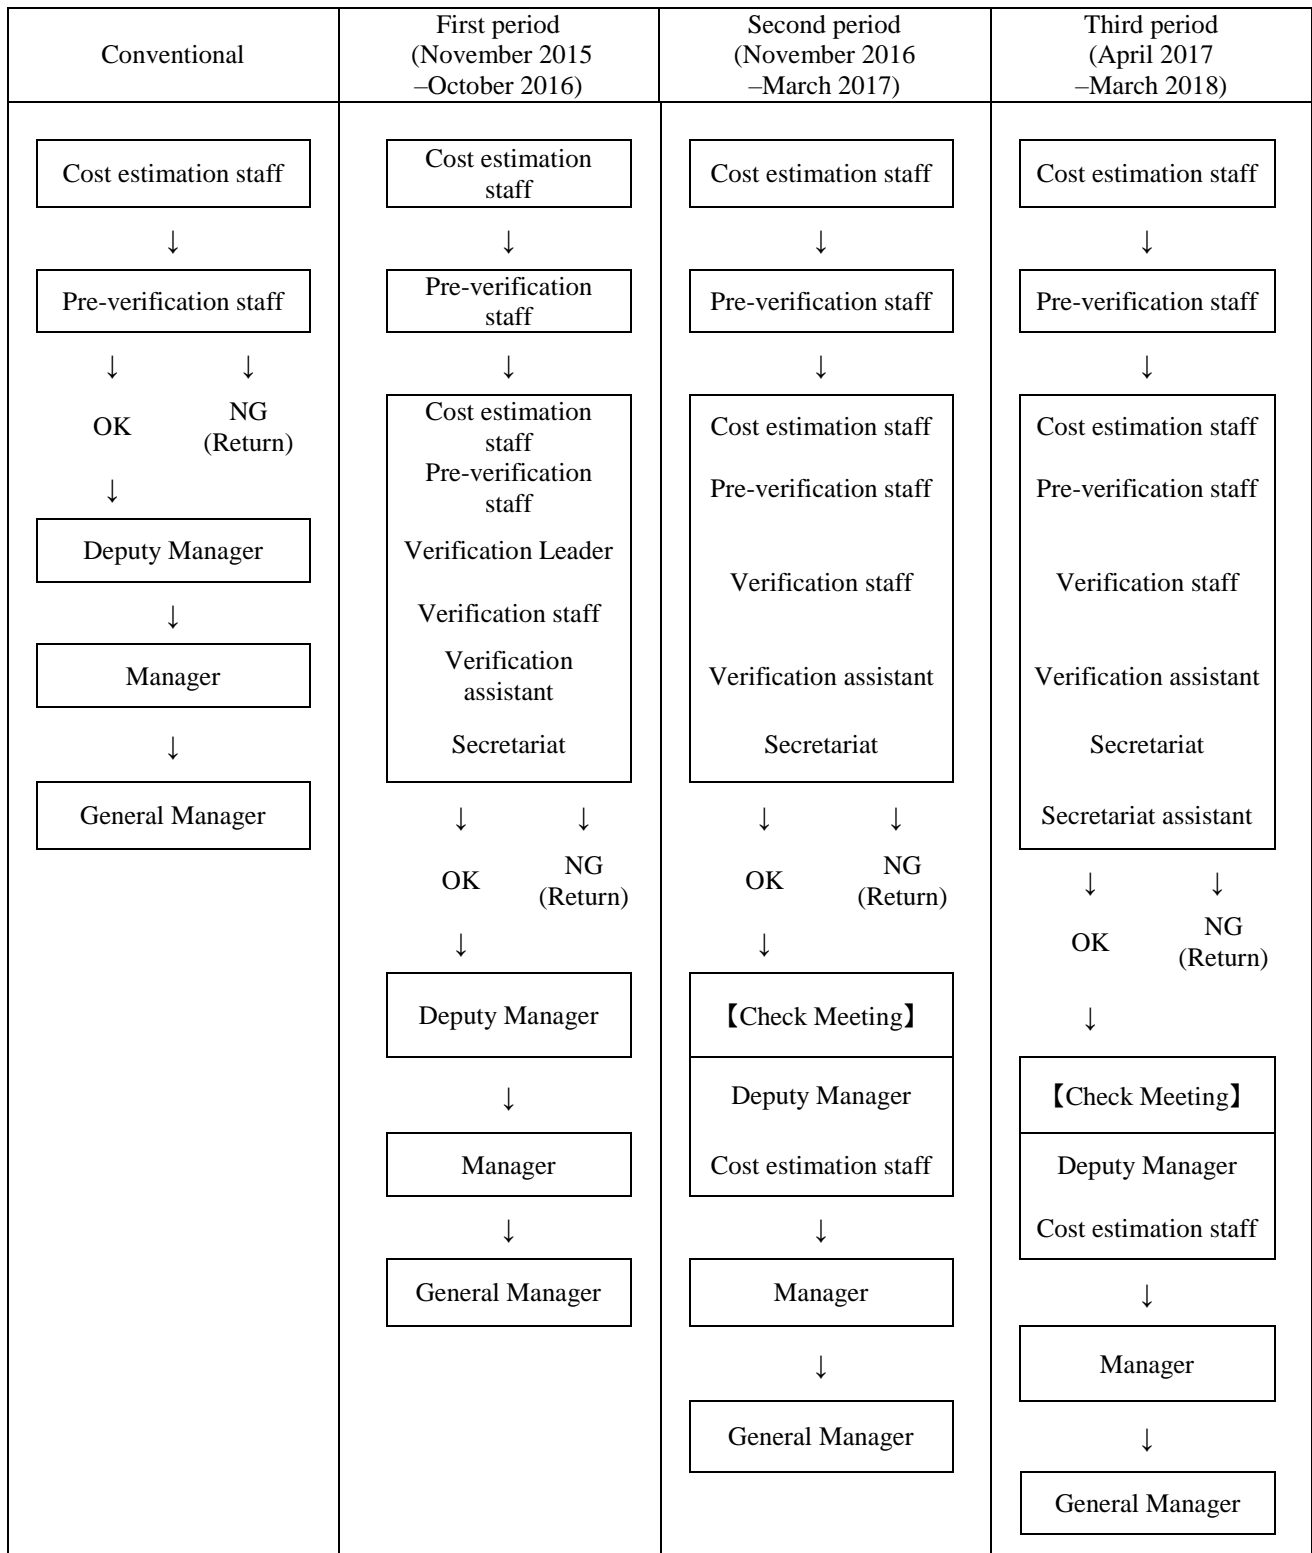 Conventional
First period
(November 2015
–October 2016)
Second period
(November 2016
–March 2017)
Third period
(April 2017
–March 2018)
Cost estimation staff
↓
Pre-verification staff
↓ ↓
OK
NG
(Return)
↓
Deputy Manager
↓
Manager
↓
General Manager
Cost estimation
staff
↓
Pre-verification
staff
↓
Cost estimation
staff
Pre-verification
staff
Verification Leader
Verification staff
Verification
assistant
Secretariat
↓ ↓
OK
NG
(Return)
↓
Deputy Manager
↓
Manager
↓
General Manager
Cost estimation staff
↓
Pre-verification staff
↓
Cost estimation staff
Pre-verification staff
Verification staff
Verification assistant
Secretariat
↓ ↓
OK
NG
(Return)
↓
【Check Meeting】
Deputy Manager
Cost estimation staff
↓
Manager
↓
General Manager
Cost estimation staff
↓
Pre-verification staff
↓
Cost estimation staff
Pre-verification staff
Verification staff
Verification assistant
Secretariat
Secretariat assistant
↓ ↓
OK
NG
(Return)
↓
【Check Meeting】
Deputy Manager
Cost estimation staff
↓
Manager
↓
General Manager